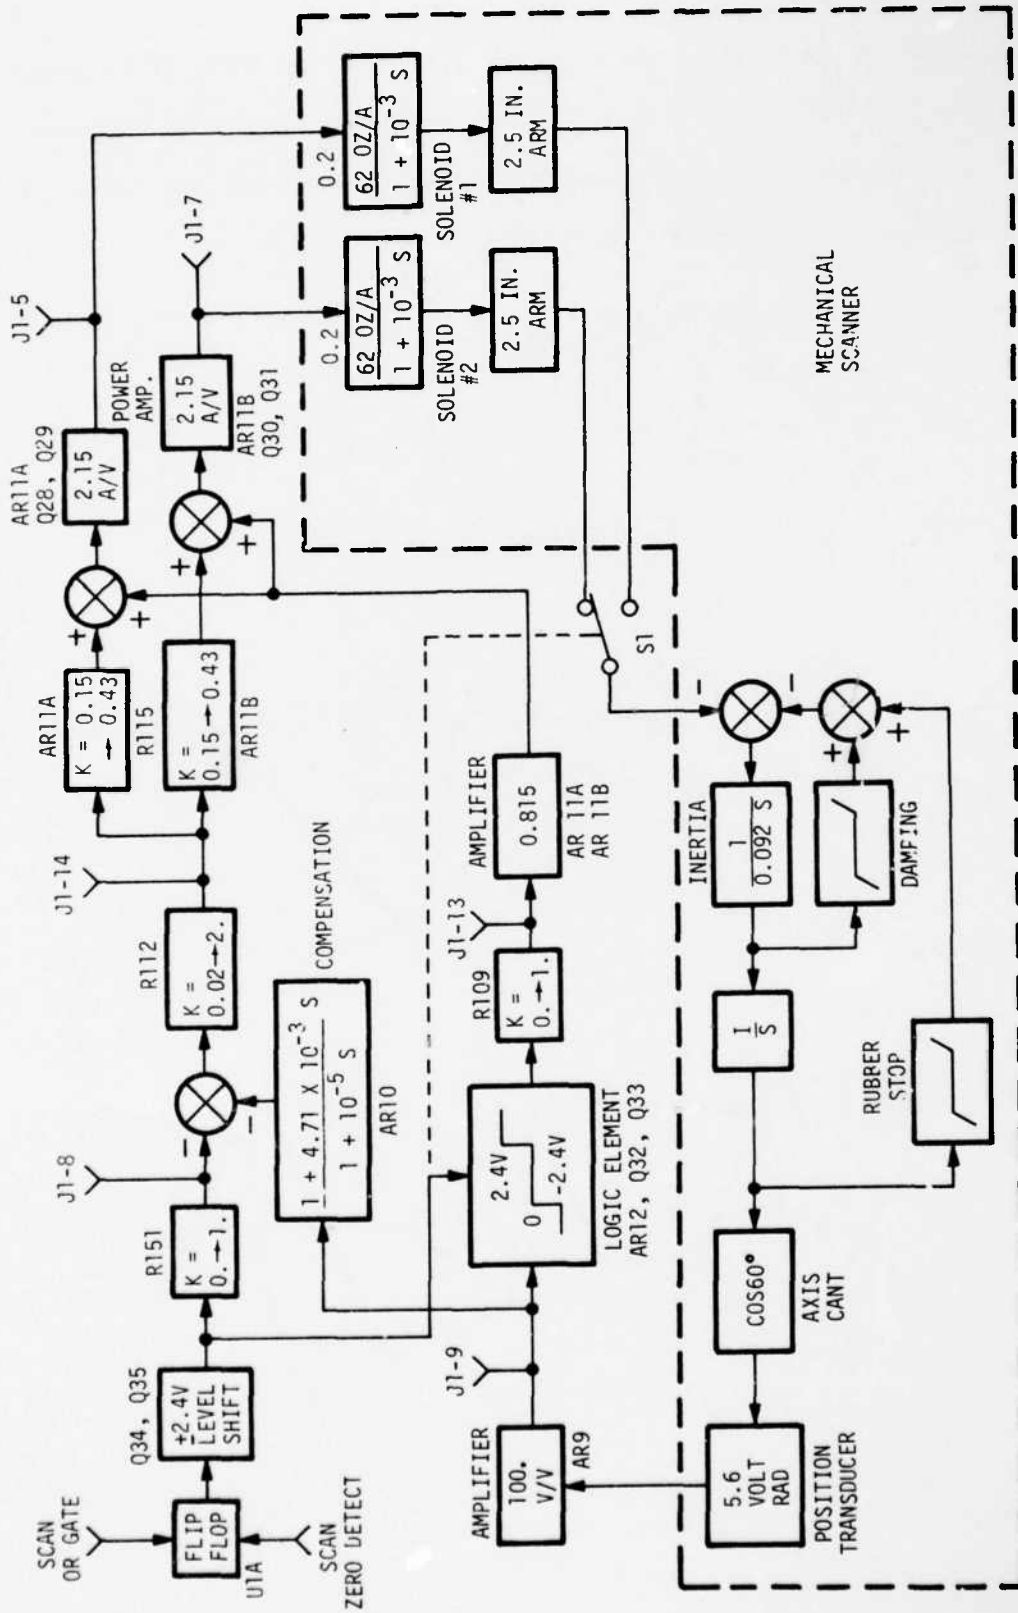 SCAN
OR GATE
FLIP
FLOP
U1A
SCAN
ZERO DETECT
Q34, Q35
±2.4V
LEVEL
SHIFT
R151
K =
0.→1.
J1-8
-
-
R112
K =
0.02→2.
J1-14
AR11A
K = 0.15
→ 0.43
R115
K =
0.15→0.43
AR11B
+
+
+
+
AR11A
Q28, Q29
2.15
A/V
POWER
AMP.
J1-5
2.15
A/V
AR11B
Q30, Q31
J1-7
COMPENSATION
1 + 4.71 X 10⁻³ S
1 + 10⁻⁵ S
AR10
AMPLIFIER
100.
V/V
AR9
J1-9
2.4V
0
-2.4V
LOGIC ELEMENT
AR12, Q32, Q33
R109
K =
0.→1.
J1-13
AMPLIFIER
0.815
AR 11A
AR 11B
0.2
62 OZ/A
1 + 10⁻³ S
SOLENOID
#1
2.5 IN.
ARM
0.2
62 OZ/A
1 + 10⁻³ S
SOLENOID
#2
2.5 IN.
ARM
S1
MECHANICAL
SCANNER
-
-
+
+
INERTIA
1
0.092 S
DAMPING
1
S
RUBBER
STOP
COS60°
AXIS
CANT
5.6
VOLT
RAD
POSITION
TRANSDUCER